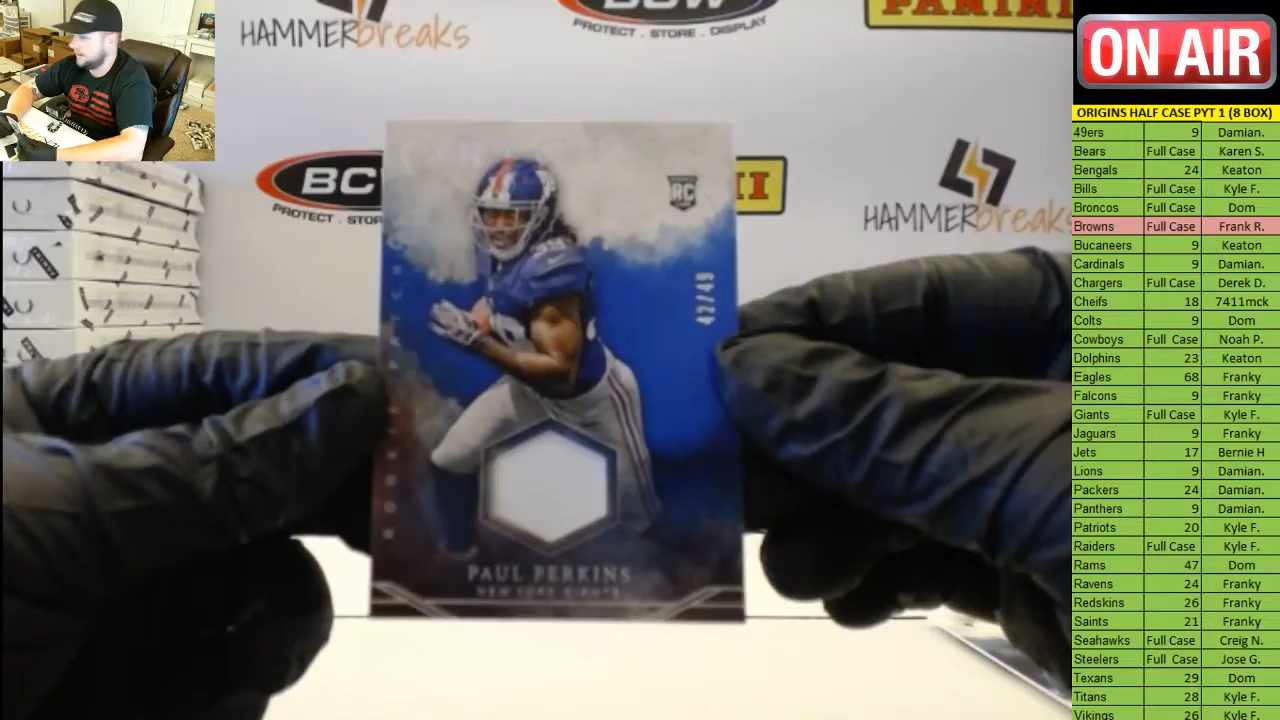 HAMMERbreaks
BCW
PROTECT . STORE . DISPLAY
PANINI
BC
PROTECT . STOR
HAMMERbreaks
RC
42/49
PAUL PERKINS
NEW YORK GIANTS
ON AIR
ORIGINS HALF CASE PYT 1 (8 BOX)
49ers 9 Damian.
Bears Full Case Karen S.
Bengals 24 Keaton
Bills Full Case Kyle F.
Broncos Full Case Dom
Browns Full Case Frank R.
Bucaneers 9 Keaton
Cardinals 9 Damian.
Chargers Full Case Derek D.
Cheifs 18 7411mck
Colts 9 Dom
Cowboys Full Case Noah P.
Dolphins 23 Keaton
Eagles 68 Franky
Falcons 9 Franky
Giants Full Case Kyle F.
Jaguars 9 Franky
Jets 17 Bernie H
Lions 9 Damian.
Packers 24 Damian.
Panthers 9 Damian.
Patriots 20 Kyle F.
Raiders Full Case Kyle F.
Rams 47 Dom
Ravens 24 Franky
Redskins 26 Franky
Saints 21 Franky
Seahawks Full Case Creig N.
Steelers Full Case Jose G.
Texans 29 Dom
Titans 28 Kyle F.
Vikings 26 Kyle F.